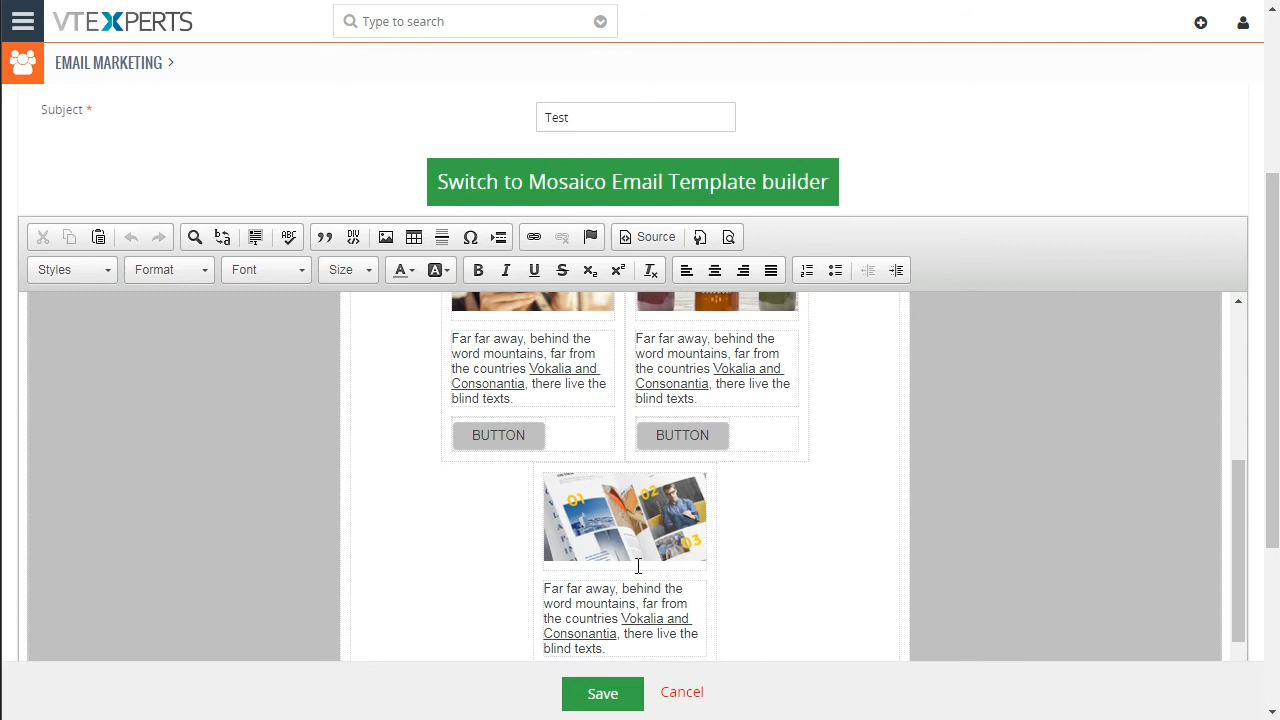 VTEXPERTS
Type to search
EMAIL MARKETING >
Subject *
Test
Switch to Mosaico Email Template builder
Source
Styles
Format
Font
Size
Far far away, behind the
word mountains, far from
the countries Vokalia and
Consonantia, there live the
blind texts.
BUTTON
Far far away, behind the
word mountains, far from
the countries Vokalia and
Consonantia, there live the
blind texts.
BUTTON
01
02
03
Far far away, behind the
word mountains, far from
the countries Vokalia and
Consonantia, there live the
blind texts.
Save
Cancel